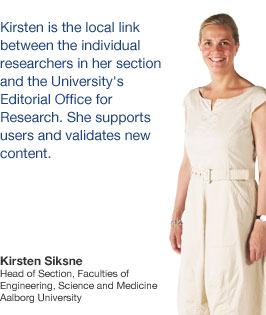 Kirsten is the local link
between the individual
researchers in her section
and the University's
Editorial Office for
Research. She supports
users and validates new
content.
Kirsten Siksne
Head of Section, Faculties of
Engineering, Science and Medicine
Aalborg University